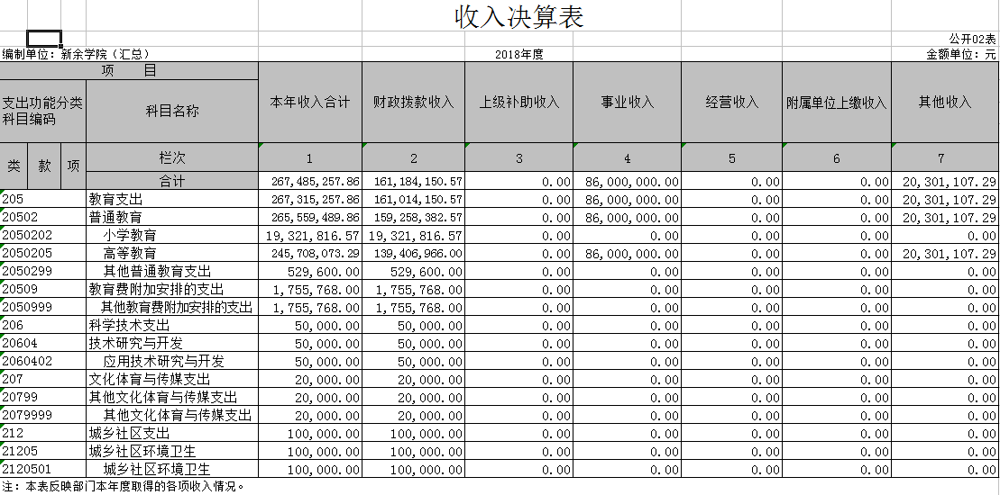 收入决算表
公开02表
编制单位：新余学院（汇总） 2018年度 金额单位：元
项 目 本年收入合计 财政拨款收入 上级补助收入 事业收入 经营收入 附属单位上缴收入 其他收入
支出功能分类科目编码 科目名称
类 款 项 栏次 1 2 3 4 5 6 7
合计 267,485,257.86 161,184,150.57 0.00 86,000,000.00 0.00 0.00 20,301,107.29
205 教育支出 267,315,257.86 161,014,150.57 0.00 86,000,000.00 0.00 0.00 20,301,107.29
20502 普通教育 265,559,489.86 159,258,382.57 0.00 86,000,000.00 0.00 0.00 20,301,107.29
2050202 小学教育 19,321,816.57 19,321,816.57 0.00 0.00 0.00 0.00 0.00
2050205 高等教育 245,708,073.29 139,406,966.00 0.00 86,000,000.00 0.00 0.00 20,301,107.29
2050299 其他普通教育支出 529,600.00 529,600.00 0.00 0.00 0.00 0.00 0.00
20509 教育费附加安排的支出 1,755,768.00 1,755,768.00 0.00 0.00 0.00 0.00 0.00
2050999 其他教育费附加安排的支出 1,755,768.00 1,755,768.00 0.00 0.00 0.00 0.00 0.00
206 科学技术支出 50,000.00 50,000.00 0.00 0.00 0.00 0.00 0.00
20604 技术研究与开发 50,000.00 50,000.00 0.00 0.00 0.00 0.00 0.00
2060402 应用技术研究与开发 50,000.00 50,000.00 0.00 0.00 0.00 0.00 0.00
207 文化体育与传媒支出 20,000.00 20,000.00 0.00 0.00 0.00 0.00 0.00
20799 其他文化体育与传媒支出 20,000.00 20,000.00 0.00 0.00 0.00 0.00 0.00
2079999 其他文化体育与传媒支出 20,000.00 20,000.00 0.00 0.00 0.00 0.00 0.00
212 城乡社区支出 100,000.00 100,000.00 0.00 0.00 0.00 0.00 0.00
21205 城乡社区环境卫生 100,000.00 100,000.00 0.00 0.00 0.00 0.00 0.00
2120501 城乡社区环境卫生 100,000.00 100,000.00 0.00 0.00 0.00 0.00 0.00
注：本表反映部门本年度取得的各项收入情况。